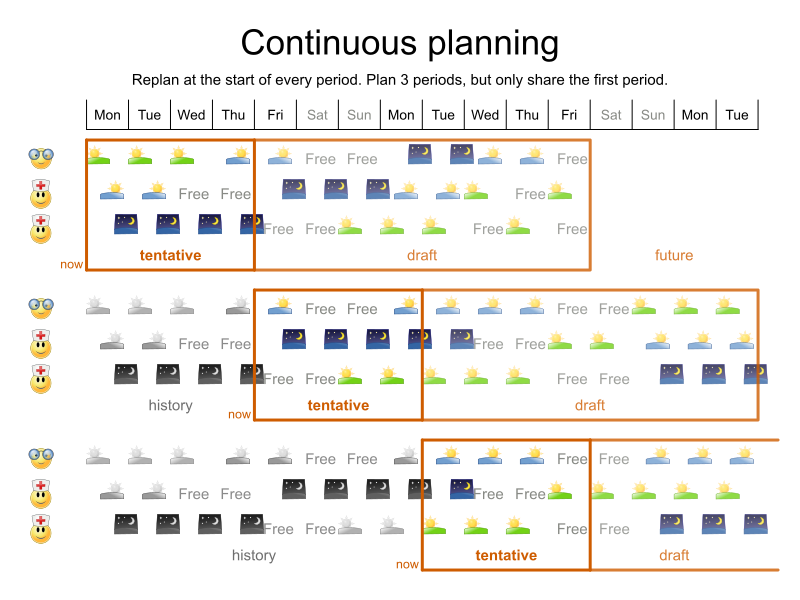 Continuous planning
Replan at the start of every period. Plan 3 periods, but only share the first period.
Mon Tue Wed Thu Fri Sat Sun Mon Tue Wed Thu Fri Sat Sun Mon Tue
Free Free Free
Free Free Free
Free Free Free Free
tentative draft future
now
Free Free Free Free
Free Free Free Free
Free Free Free Free
history tentative draft
now
Free Free Free Free
Free Free Free Free
Free Free Free Free
history tentative draft
now